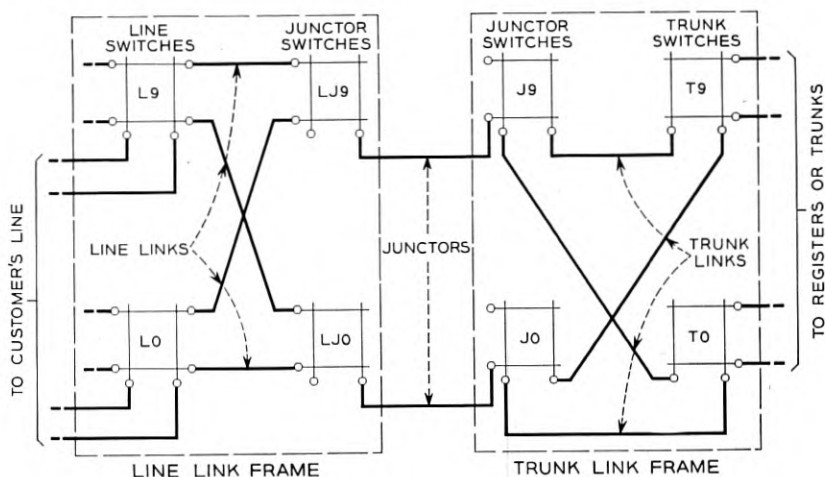 LINE
SWITCHES
JUNCTOR
SWITCHES
JUNCTOR
SWITCHES
TRUNK
SWITCHES
L9
LJ9
J9
T9
LINE LINKS
JUNCTORS
TRUNK
LINKS
L0
LJ0
J0
T0
TO CUSTOMER'S LINE
TO REGISTERS OR TRUNKS
LINE LINK FRAME
TRUNK LINK FRAME